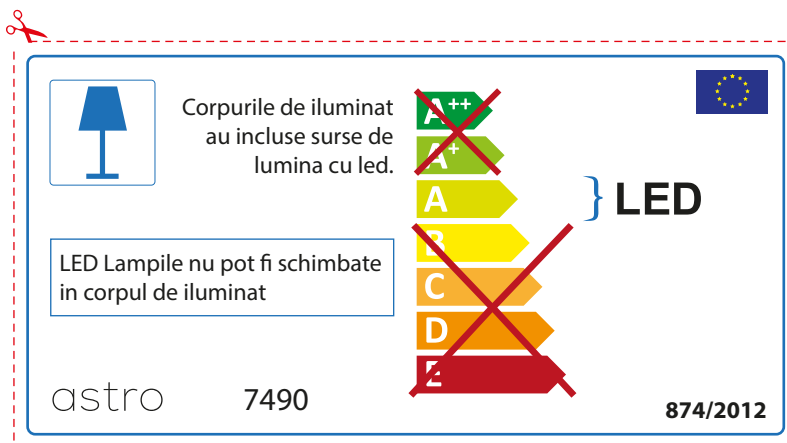 Corpurile de iluminat
au incluse surse de
lumina cu led.
A++
A+
A
B
C
D
E
LED
LED Lampile nu pot fi schimbate
in corpul de iluminat
astro
7490
874/2012